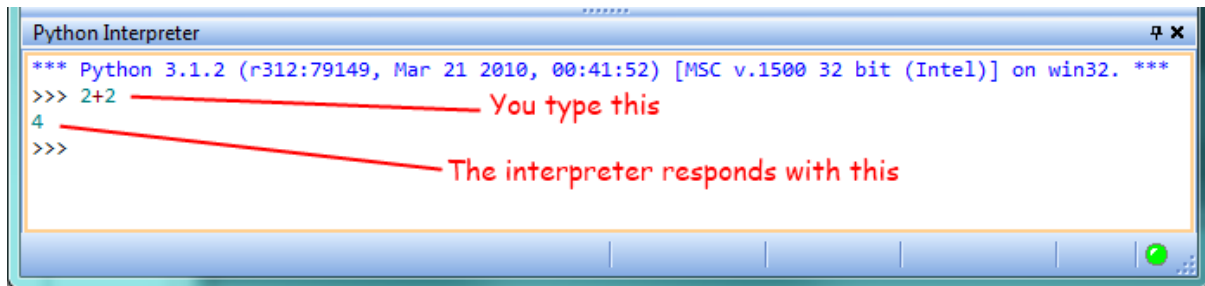 Python Interpreter
*** Python 3.1.2 (r312:79149, Mar 21 2010, 00:41:52) [MSC v.1500 32 bit (Intel)] on win32. ***
>>> 2+2
You type this
4
>>>
The interpreter responds with this